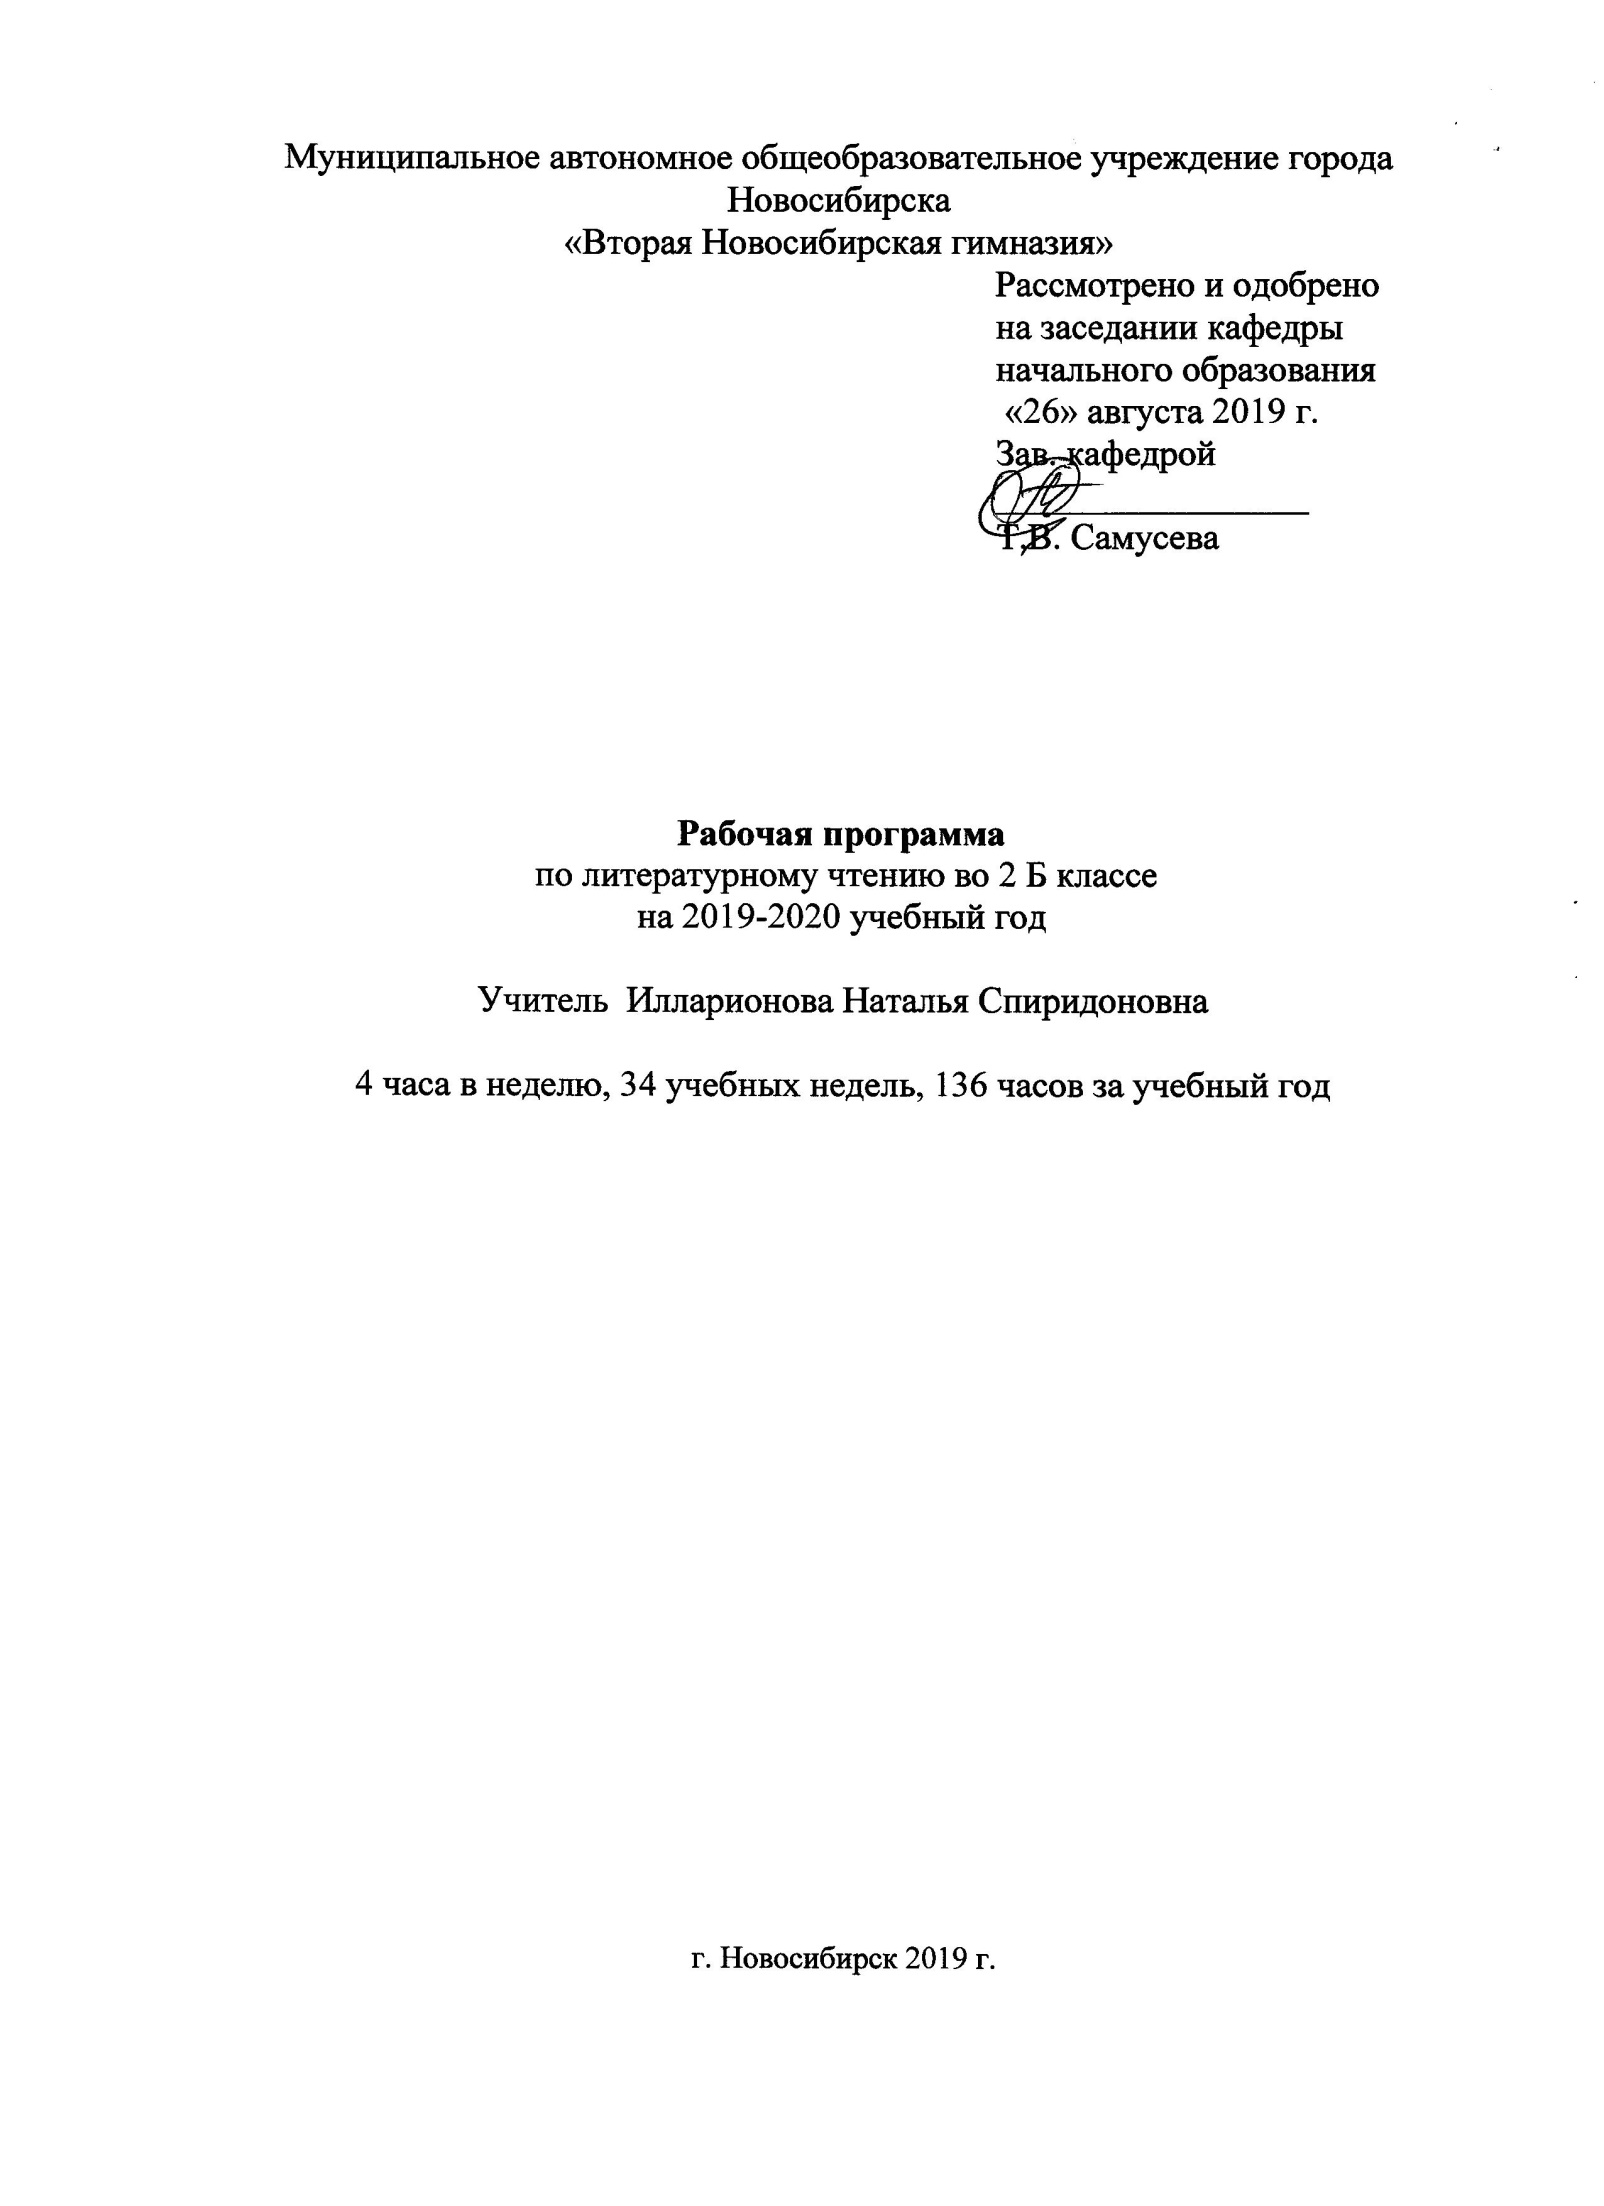 Муниципальное автономное общеобразовательное учреждение города
Новосибирска
«Вторая Новосибирская гимназия»
Рассмотрено и одобрено
на заседании кафедры
начального образования
«26» августа 2019 г.
Зав. кафедрой
Т.В. Самусева
Рабочая программа
по литературному чтению во 2 Б классе
на 2019-2020 учебный год
Учитель Илларионова Наталья Спиридоновна
4 часа в неделю, 34 учебных недель, 136 часов за учебный год
г. Новосибирск 2019 г.